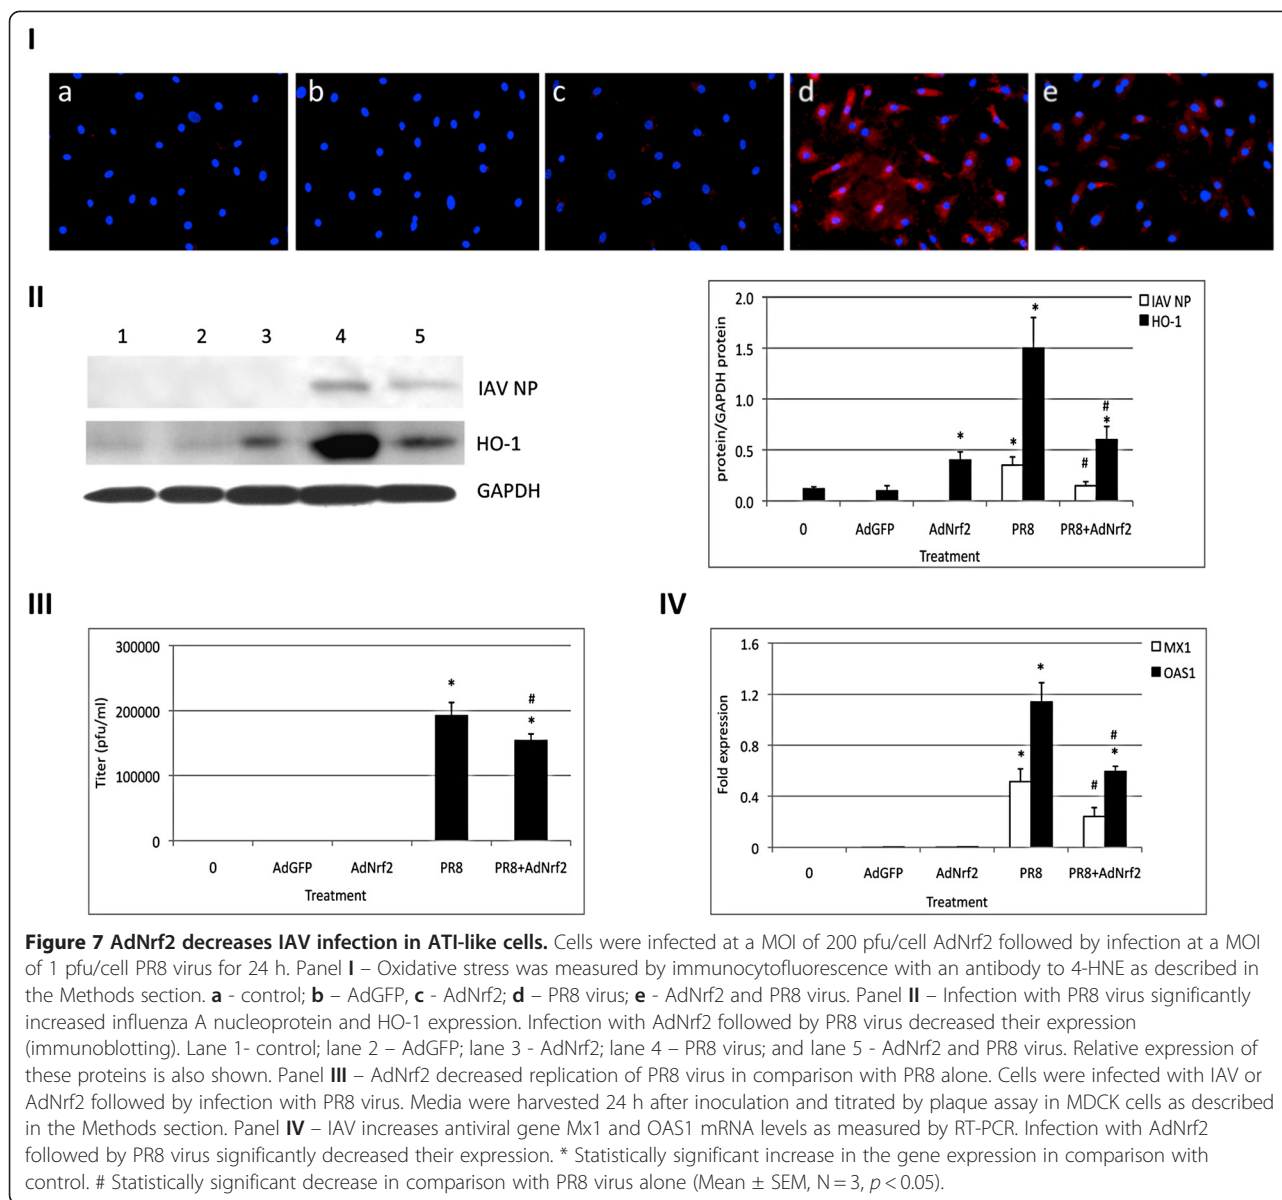 I
a
b
c
d
e
II
1 2 3 4 5
IAV NP
HO-1
GAPDH
2.0
1.5
1.0
0.5
0.0
protein/GAPDH protein
IAV NP
HO-1
*
*
*
#
*
#
0 AdGFP AdNrf2 PR8 PR8+AdNrf2
Treatment
III
300000
200000
100000
0
Titer (pfu/ml)
*
#
*
0 AdGFP AdNrf2 PR8 PR8+AdNrf2
Treatment
IV
1.6
1.2
0.8
0.4
0
Fold expression
MX1
OAS1
*
*
#
#
*
0 AdGFP AdNrf2 PR8 PR8+AdNrf2
Treatment
Figure 7 AdNrf2 decreases IAV infection in ATI-like cells. Cells were infected at a MOI of 200 pfu/cell AdNrf2 followed by infection at a MOI
of 1 pfu/cell PR8 virus for 24 h. Panel I – Oxidative stress was measured by immunocytofluorescence with an antibody to 4-HNE as described in
the Methods section. a - control; b – AdGFP, c - AdNrf2; d – PR8 virus; e - AdNrf2 and PR8 virus. Panel II – Infection with PR8 virus significantly
increased influenza A nucleoprotein and HO-1 expression. Infection with AdNrf2 followed by PR8 virus decreased their expression
(immunoblotting). Lane 1- control; lane 2 – AdGFP; lane 3 - AdNrf2; lane 4 – PR8 virus; and lane 5 - AdNrf2 and PR8 virus. Relative expression of
these proteins is also shown. Panel III – AdNrf2 decreased replication of PR8 virus in comparison with PR8 alone. Cells were infected with IAV or
AdNrf2 followed by infection with PR8 virus. Media were harvested 24 h after inoculation and titrated by plaque assay in MDCK cells as described
in the Methods section. Panel IV – IAV increases antiviral gene Mx1 and OAS1 mRNA levels as measured by RT-PCR. Infection with AdNrf2
followed by PR8 virus significantly decreased their expression. * Statistically significant increase in the gene expression in comparison with
control. # Statistically significant decrease in comparison with PR8 virus alone (Mean ± SEM, N = 3, p < 0.05).